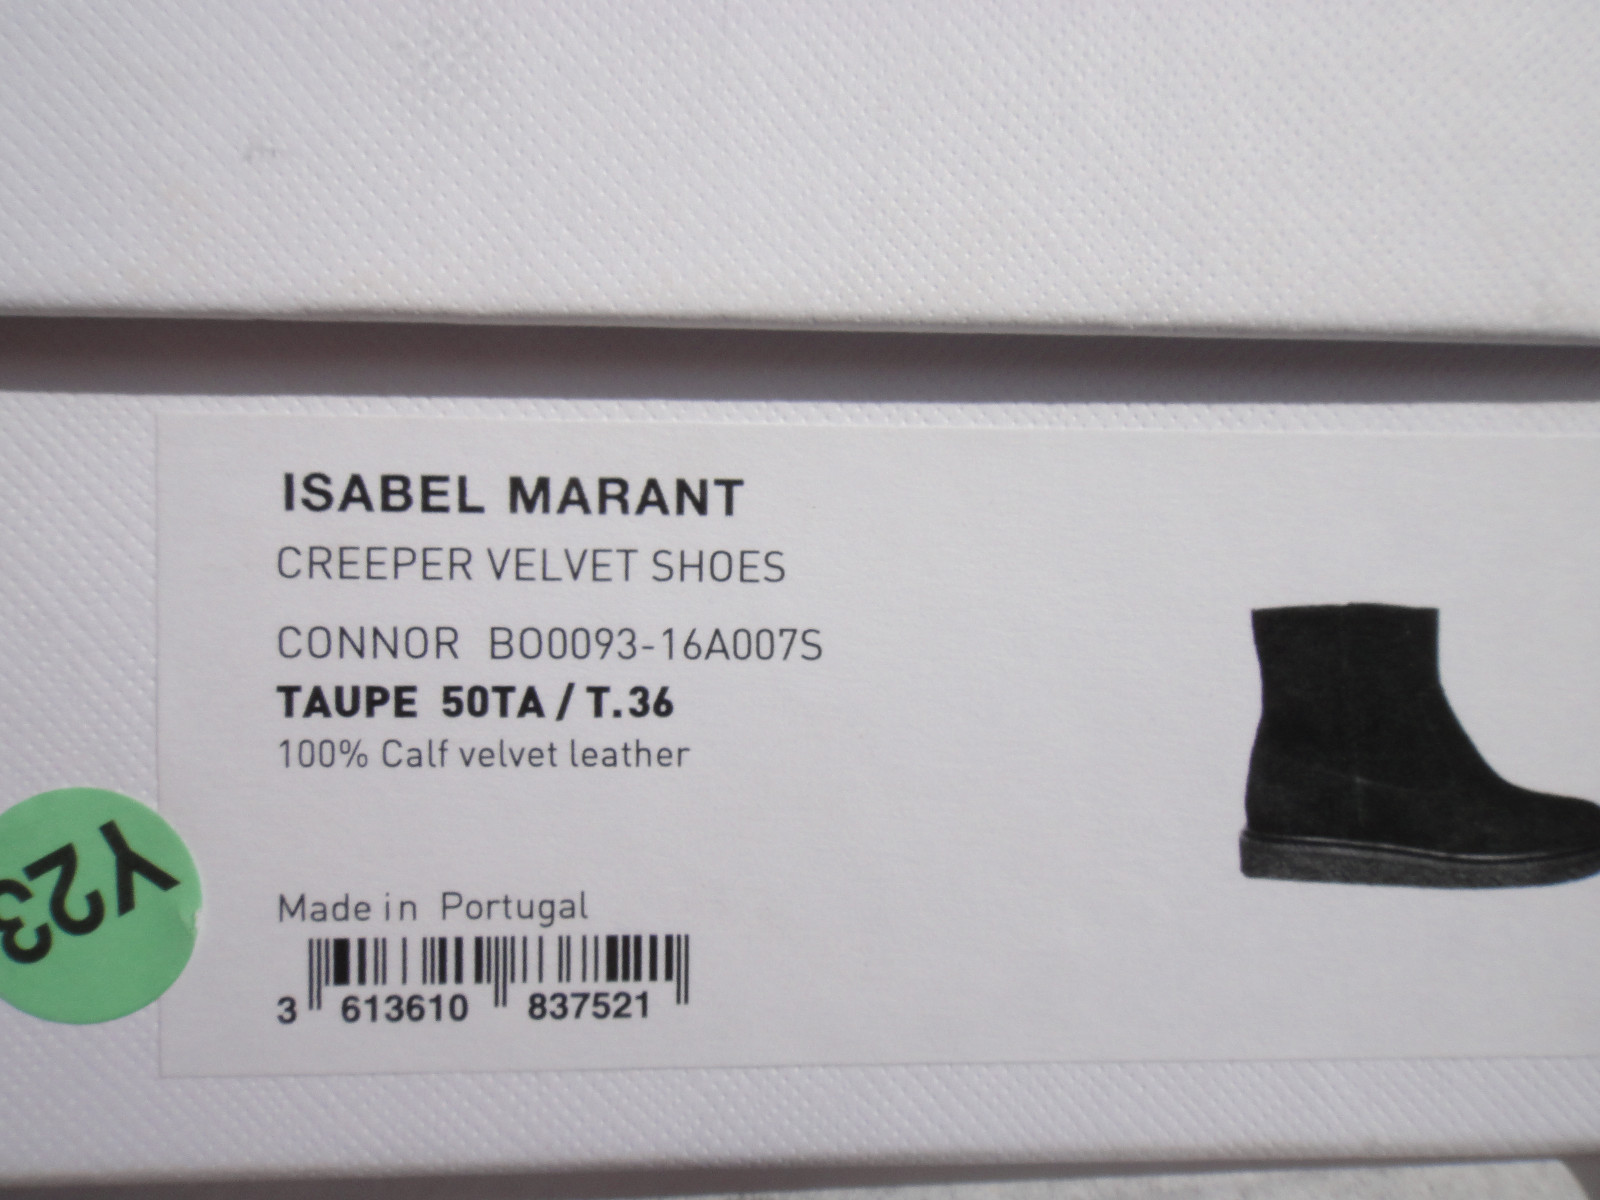 ISABEL MARANT
CREEPER VELVET SHOES
CONNOR BO0093-16A007S
TAUPE 50TA / T.36
100% Calf velvet leather
Made in Portugal
3 613610 837521
Y23